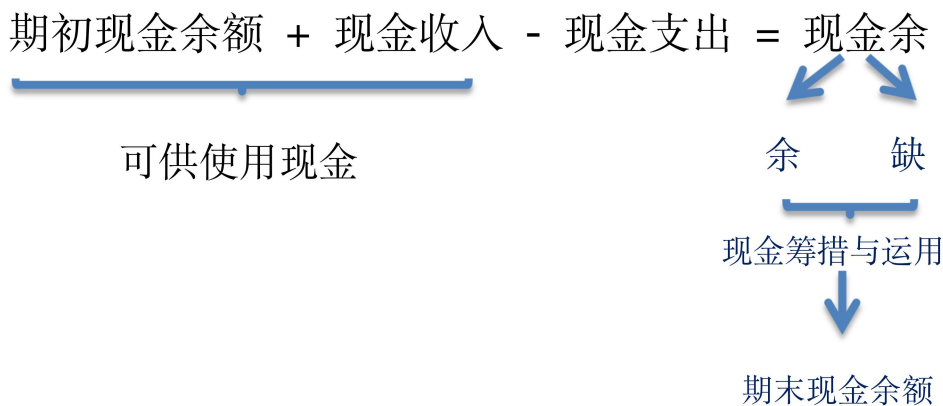 期初现金余额 + 现金收入 - 现金支出 = 现金余
可供使用现金
余 缺
现金筹措与运用
期末现金余额